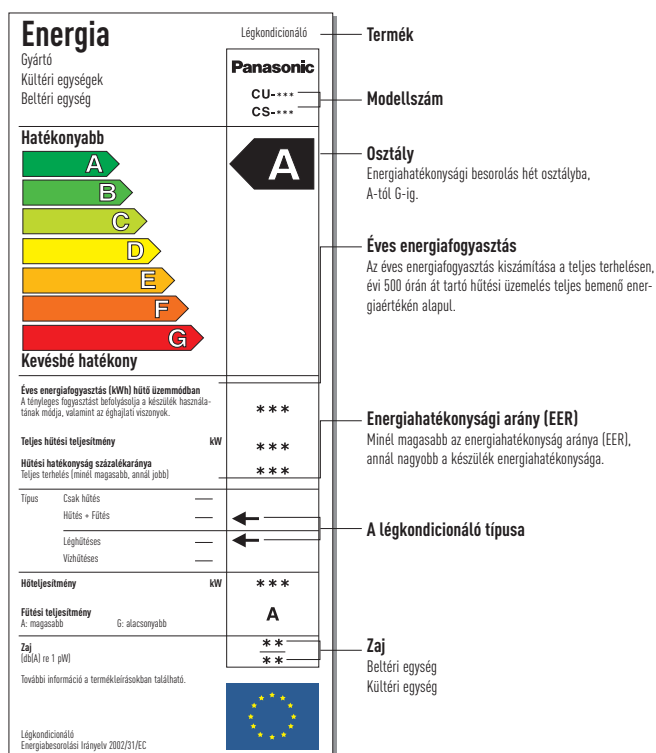 Energia
Légkondicionáló
Gyártó
Kültéri egységek
Beltéri egység
Panasonic
CU-***
CS-***
Hatékonyabb
A
B
C
D
E
F
G
A
Kevésbé hatékony
Éves energiafogyasztás (kWh) hűtő üzemmódban
A tényleges fogyasztást befolyásolja a készülék használa-
tának módja, valamint az éghajlati viszonyok.
***
Teljes hűtési teljesítmény kW ***
Hűtési hatékonyság százalékaránya
Teljes terhelés (minél magasabb, annál jobb)
***
Típus Csak hűtés —
Hűtés + Fűtés —
Léghűtéses —
Vízhűtéses —
Hőteljesítmény kW ***
Fűtési teljesítmény
A: magasabb G: alacsonyabb
A
Zaj
(db(A) re 1 pW)
**
**
További információ a termékleírásokban található.
Légkondicionáló
Energiabesorolási Irányelv 2002/31/EC
Termék
Modellszám
Osztály
Energiahatékonysági besorolás hét osztályba,
A-tól G-ig.
Éves energiafogyasztás
Az éves energiafogyasztás kiszámítása a teljes terhelésen,
évi 500 órán át tartó hűtési üzemelés teljes bemenő ener-
giaértékén alapul.
Energiahatékonysági arány (EER)
Minél magasabb az energiahatékonyság aránya (EER),
annál nagyobb a készülék energiahatékonysága.
A légkondicionáló típusa
Zaj
Beltéri egység
Kültéri egység